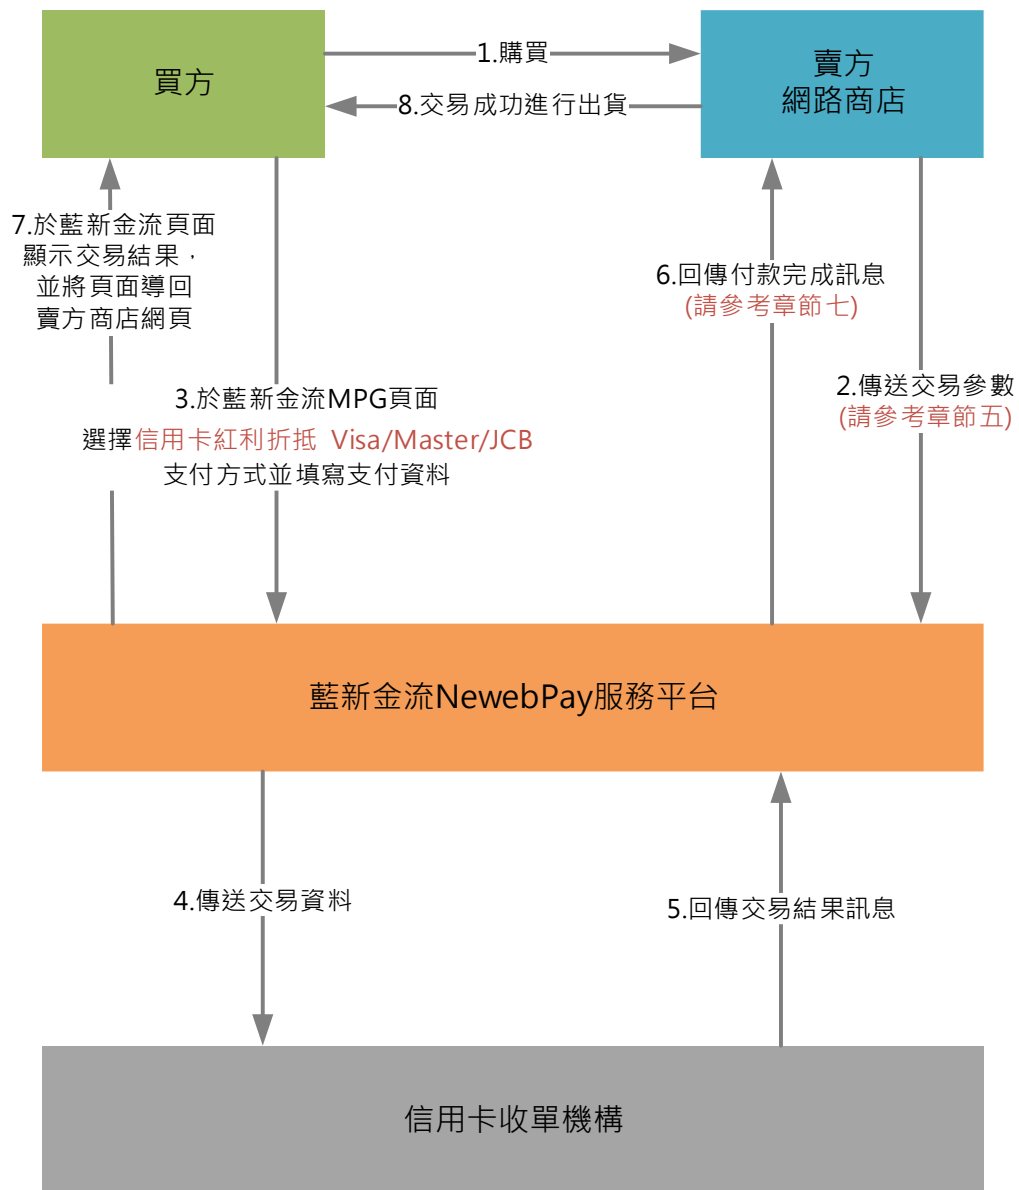 買方
1.購買
賣方
網路商店
8.交易成功進行出貨
7.於藍新金流頁面
顯示交易結果，
並將頁面導回
賣方商店網頁
6.回傳付款完成訊息
(請參考章節七)
2.傳送交易參數
(請參考章節五)
3.於藍新金流MPG頁面
選擇信用卡紅利折抵 Visa/Master/JCB
支付方式並填寫支付資料
藍新金流NewebPay服務平台
4.傳送交易資料
5.回傳交易結果訊息
信用卡收單機構